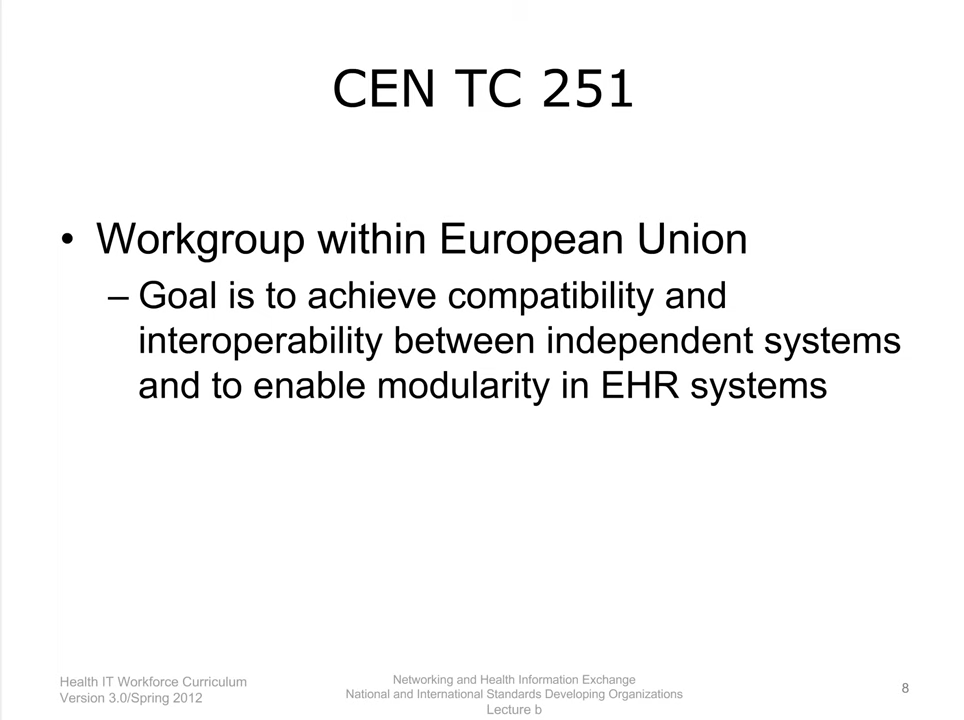 CEN TC 251
• Workgroup within European Union
– Goal is to achieve compatibility and
interoperability between independent systems
and to enable modularity in EHR systems
Health IT Workforce Curriculum
Version 3.0/Spring 2012
Networking and Health Information Exchange
National and International Standards Developing Organizations
Lecture b
8